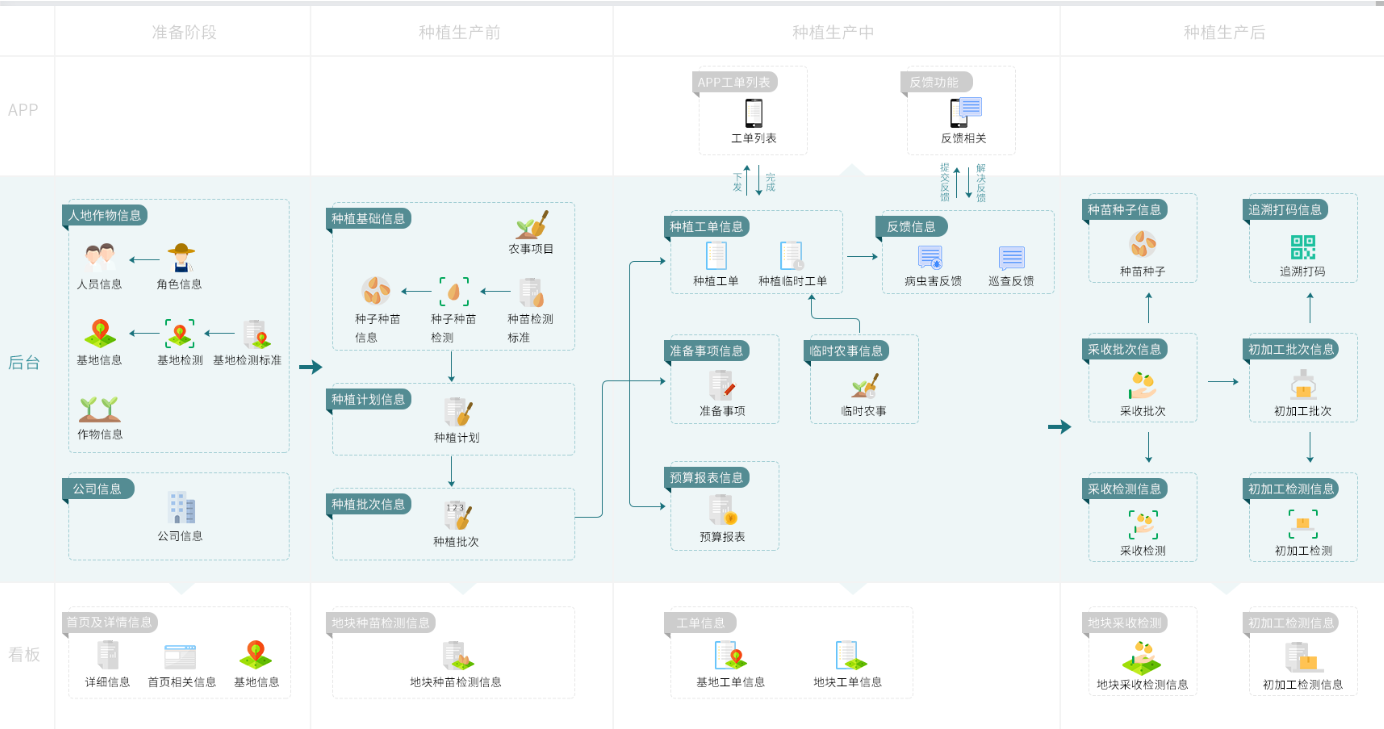 准备阶段
种植生产前
种植生产中
种植生产后
APP
APP工单列表
工单列表
反馈功能
反馈相关
下发
完成
提交反馈
解决反馈
后台
人地作物信息
人员信息
角色信息
基地信息
基地检测
基地检测标准
作物信息
公司信息
公司信息
种植基础信息
农事项目
种子种苗
信息
种子种苗
检测
种苗检测
标准
种植计划信息
种植计划
种植批次信息
123
种植批次
种植工单信息
种植工单
种植临时工单
反馈信息
病虫害反馈
巡查反馈
准备事项信息
准备事项
临时农事信息
临时农事
预算报表信息
预算报表
种苗种子信息
种苗种子
追溯打码信息
追溯打码
采收批次信息
采收批次
初加工批次信息
初加工批次
采收检测信息
采收检测
初加工检测信息
初加工检测
看板
首页及详情信息
详细信息
首页相关信息
基地信息
地块种苗检测信息
地块种苗检测信息
工单信息
基地工单信息
地块工单信息
地块采收检测
地块采收检测信息
初加工检测信息
初加工检测信息